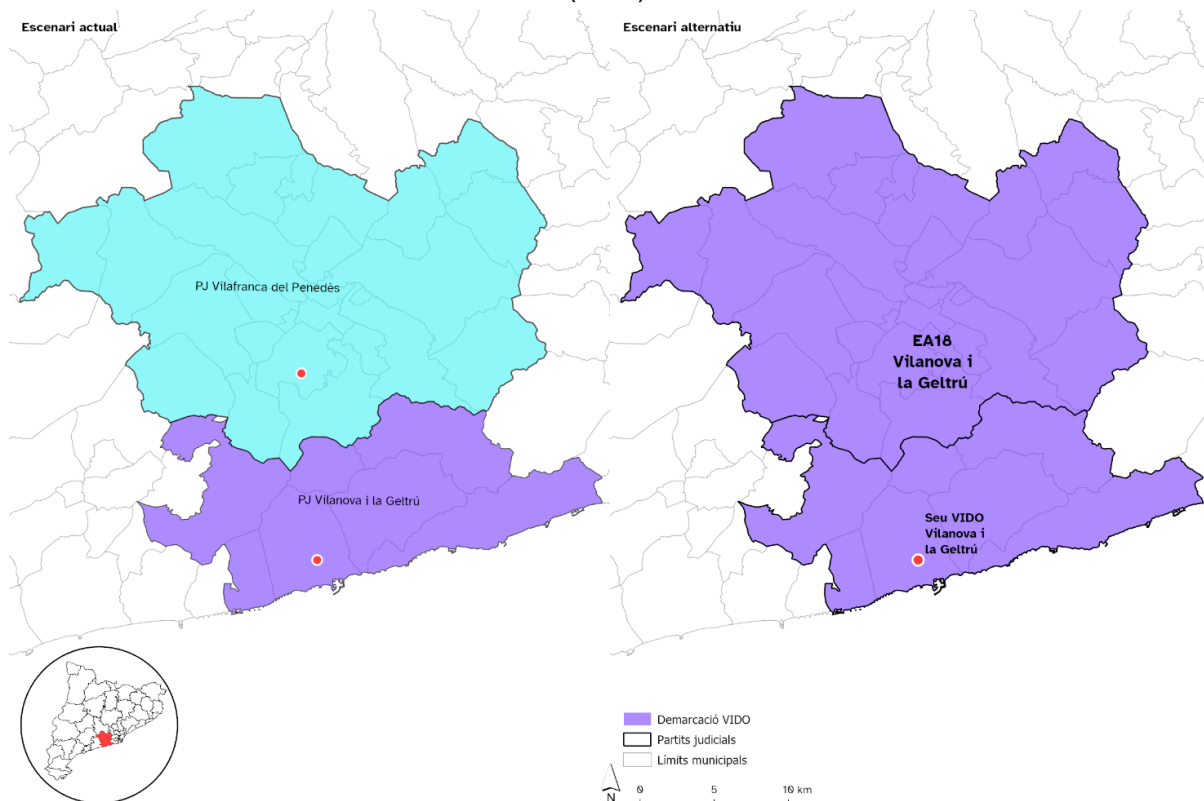 Escenari actual
PJ Vilafranca del Penedès
PJ Vilanova i la Geltrú
Escenari alternatiu
EA18
Vilanova i
la Geltrú
Seu VIDO
Vilanova i
la Geltrú
Demarcació VIDO
Partits judicials
Límits municipals
N
0 5 10 km